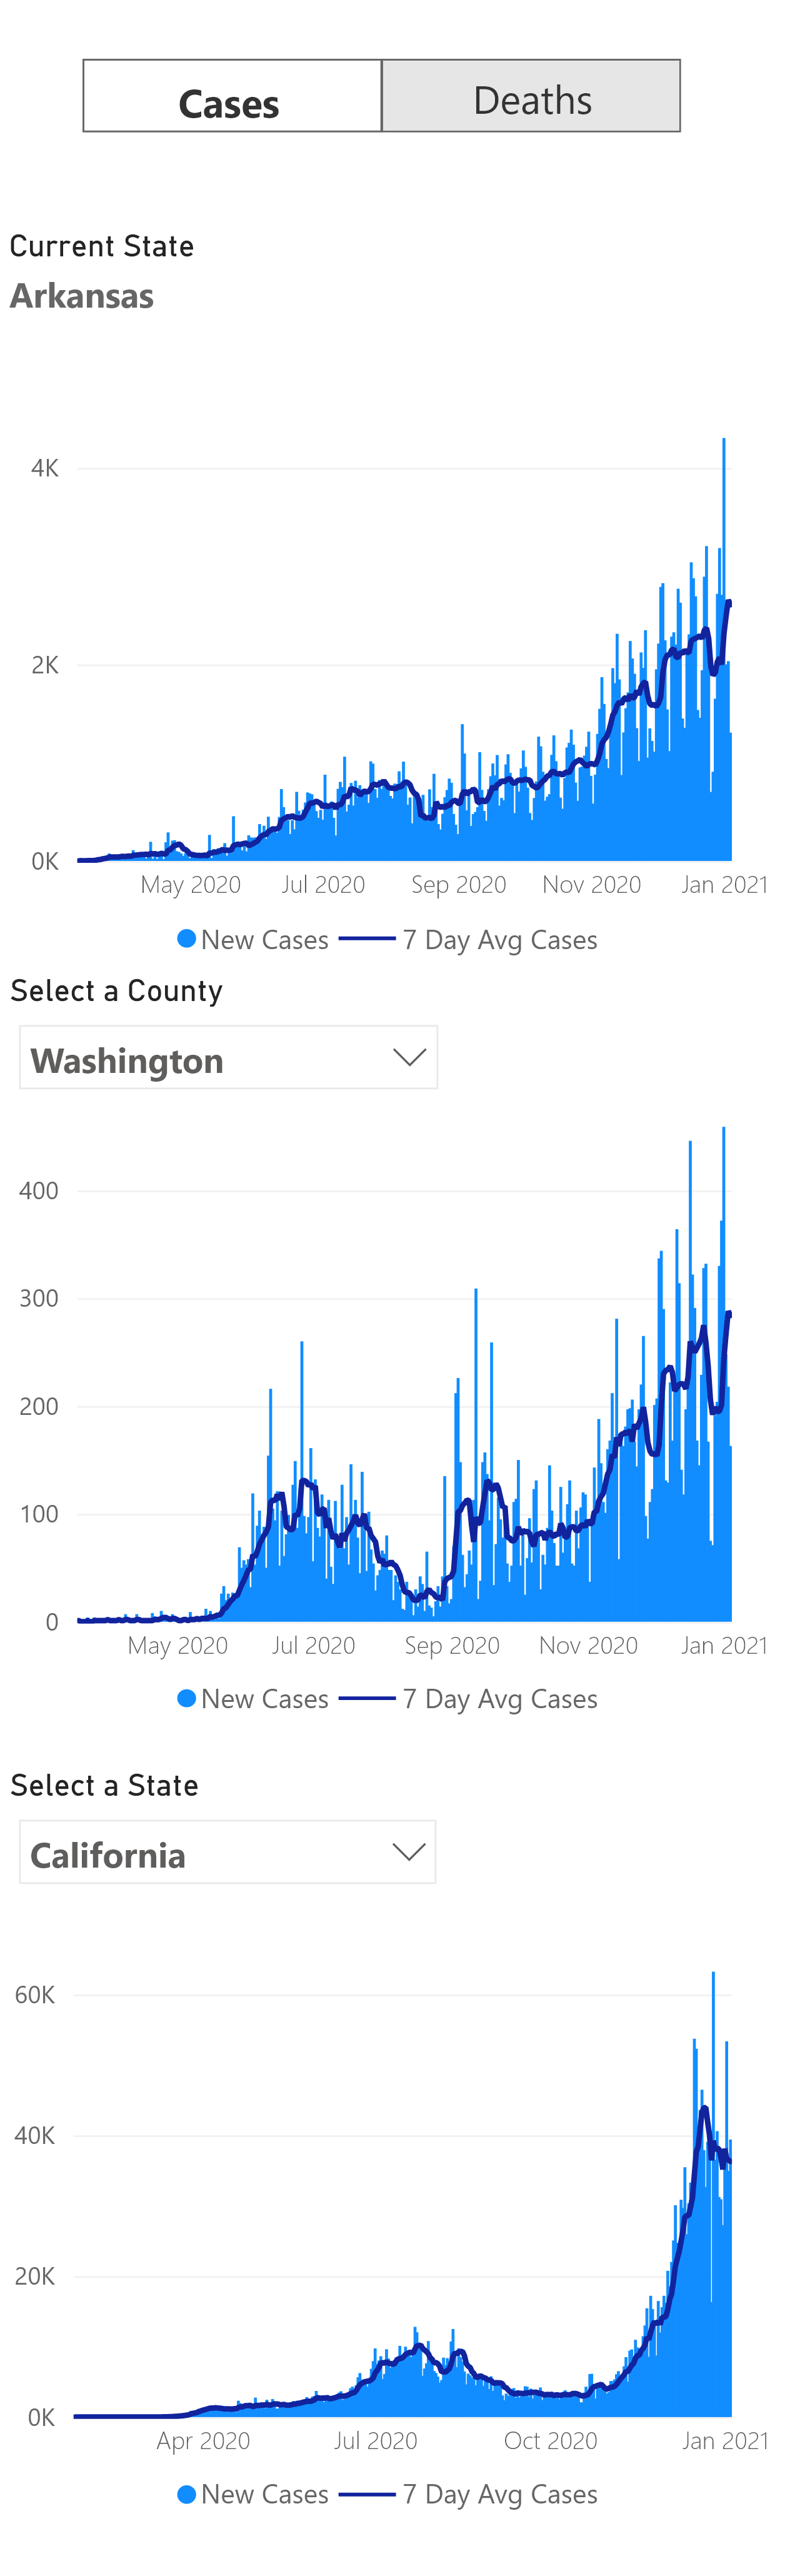 Cases Deaths
Current State
Arkansas
4K
2K
0K
May 2020 Jul 2020 Sep 2020 Nov 2020 Jan 2021
New Cases 7 Day Avg Cases
Select a County
Washington
400
300
200
100
0
May 2020 Jul 2020 Sep 2020 Nov 2020 Jan 2021
New Cases 7 Day Avg Cases
Select a State
California
60K
40K
20K
0K
Apr 2020 Jul 2020 Oct 2020 Jan 2021
New Cases 7 Day Avg Cases